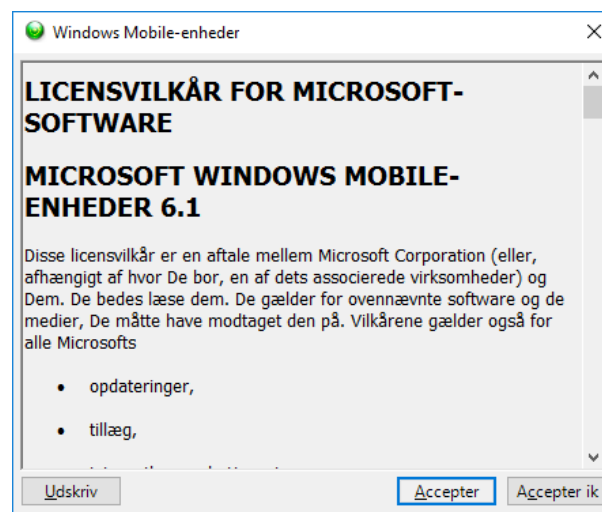 Windows Mobile-enheder
LICENSVILKÅR FOR MICROSOFT-
SOFTWARE
MICROSOFT WINDOWS MOBILE-
ENHEDER 6.1
Disse licensvilkår er en aftale mellem Microsoft Corporation (eller,
afhængigt af hvor De bor, en af dets associerede virksomheder) og
Dem. De bedes læse dem. De gælder for ovennævnte software og de
medier, De måtte have modtaget den på. Vilkårene gælder også for
alle Microsofts
• opdateringer,
• tillæg,
Udskriv
Accepter
Accepter ik